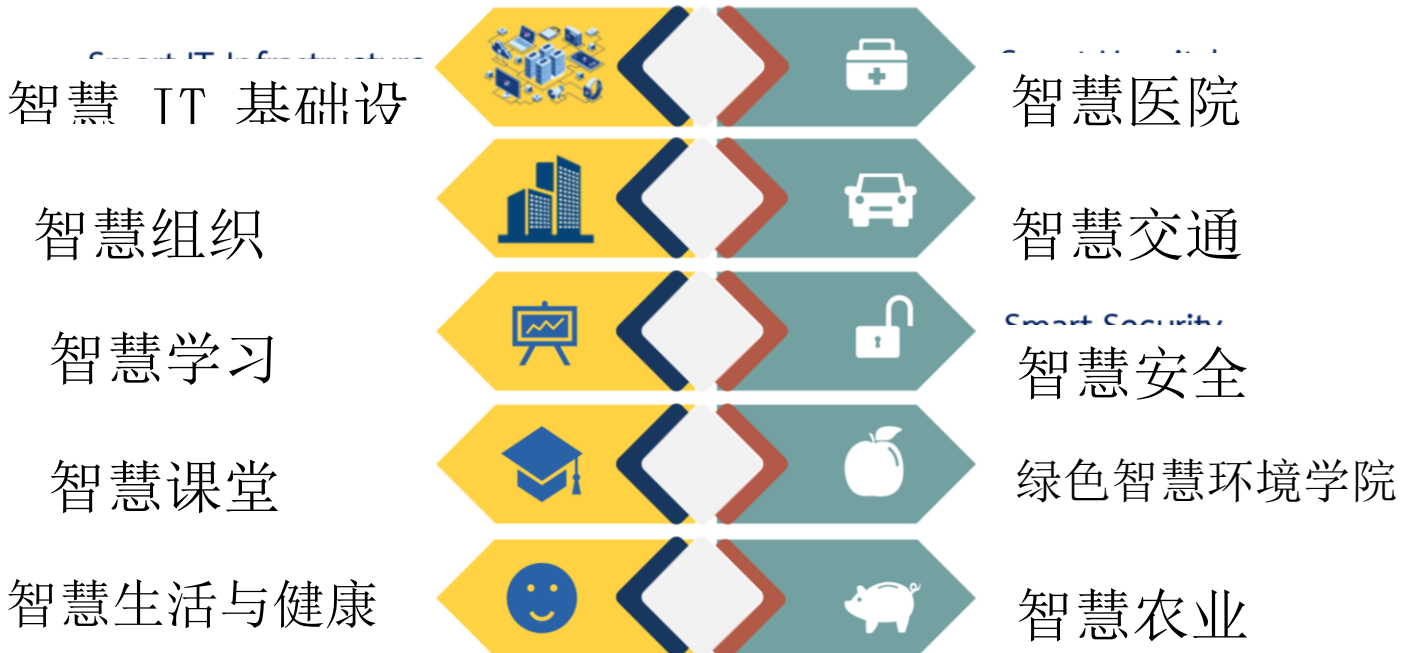 智慧 IT 基础设
智慧组织
智慧学习
智慧课堂
智慧生活与健康
智慧医院
智慧交通
Smart Security
智慧安全
绿色智慧环境学院
智慧农业